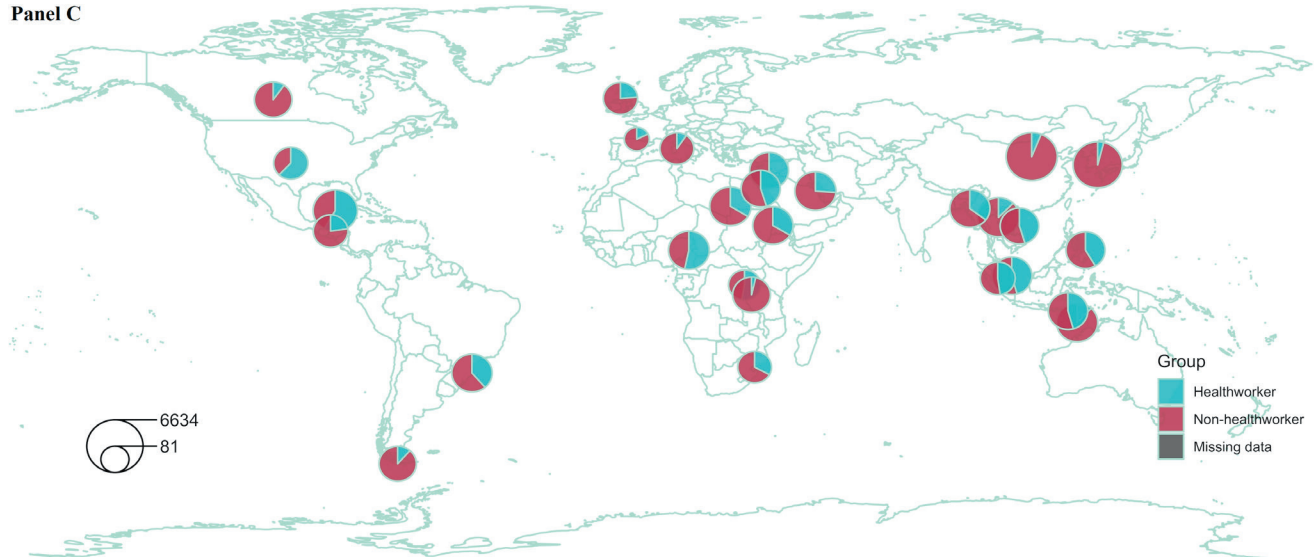 Panel C
6634
81
Group
Healthworker
Non-healthworker
Missing data